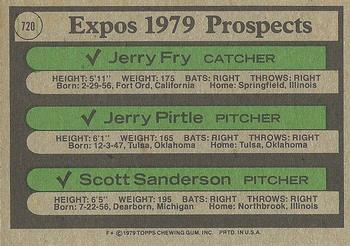 720
Expos 1979 Prospects
✓ Jerry Fry CATCHER
HEIGHT: 5'11" WEIGHT: 175 BATS: RIGHT THROWS: RIGHT
Born: 2-29-56, Fort Ord, California Home: Springfield, Illinois
✓ Jerry Pirtle PITCHER
HEIGHT: 6'1" WEIGHT: 165 BATS: RIGHT THROWS: RIGHT
Born: 12-3-47, Tulsa, Oklahoma Home: Tulsa, Oklahoma
✓ Scott Sanderson PITCHER
HEIGHT: 6'5" WEIGHT: 195 BATS: RIGHT THROWS: RIGHT
Born: 7-22-56, Dearborn, Michigan Home: Northbrook, Illinois
F* © 1979 TOPPS CHEWING GUM, INC. PRTD. IN U.S.A.